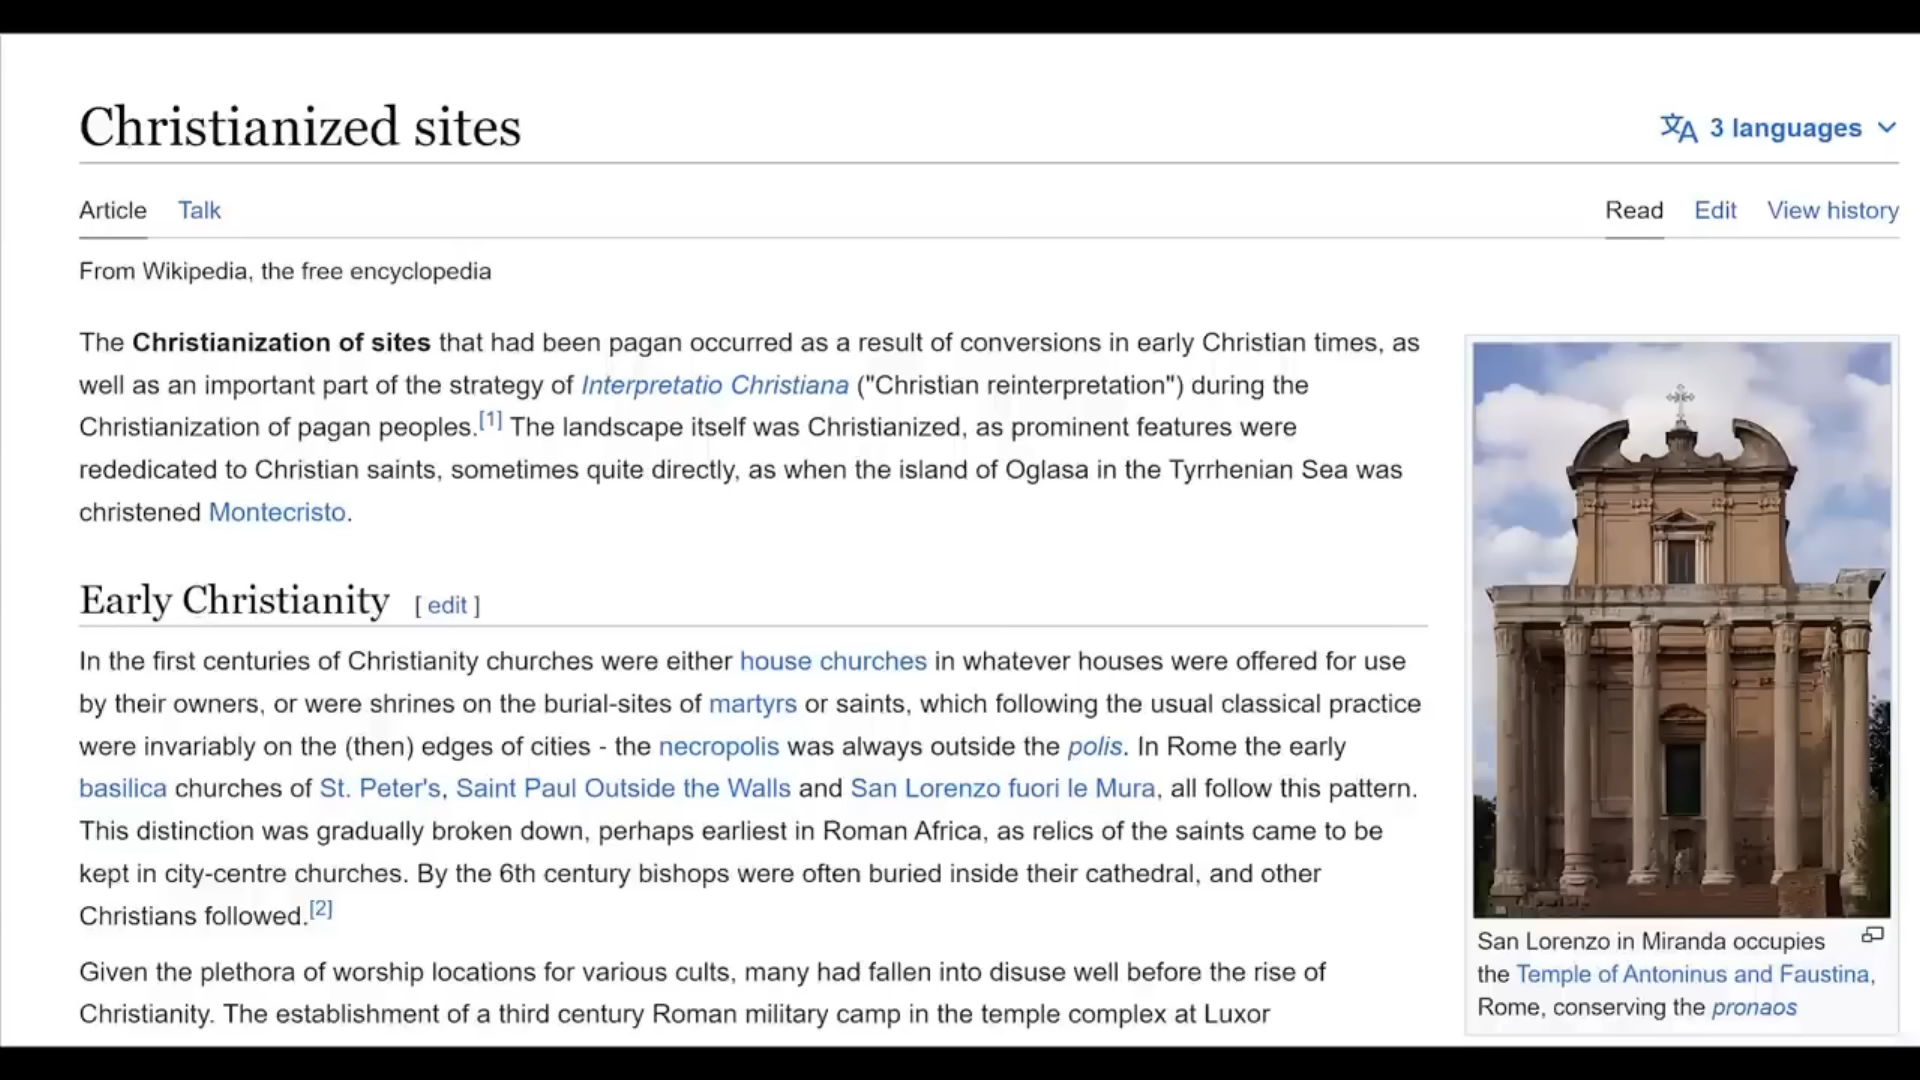 Christianized sites
3 languages
Article Talk
Read Edit View history
From Wikipedia, the free encyclopedia
The Christianization of sites that had been pagan occurred as a result of conversions in early Christian times, as
well as an important part of the strategy of Interpretatio Christiana ("Christian reinterpretation") during the
Christianization of pagan peoples.[1] The landscape itself was Christianized, as prominent features were
rededicated to Christian saints, sometimes quite directly, as when the island of Oglasa in the Tyrrhenian Sea was
christened Montecristo.
Early Christianity [ edit ]
In the first centuries of Christianity churches were either house churches in whatever houses were offered for use
by their owners, or were shrines on the burial-sites of martyrs or saints, which following the usual classical practice
were invariably on the (then) edges of cities - the necropolis was always outside the polis. In Rome the early
basilica churches of St. Peter's, Saint Paul Outside the Walls and San Lorenzo fuori le Mura, all follow this pattern.
This distinction was gradually broken down, perhaps earliest in Roman Africa, as relics of the saints came to be
kept in city-centre churches. By the 6th century bishops were often buried inside their cathedral, and other
Christians followed.[2]
Given the plethora of worship locations for various cults, many had fallen into disuse well before the rise of
Christianity. The establishment of a third century Roman military camp in the temple complex at Luxor
San Lorenzo in Miranda occupies
the Temple of Antoninus and Faustina,
Rome, conserving the pronaos